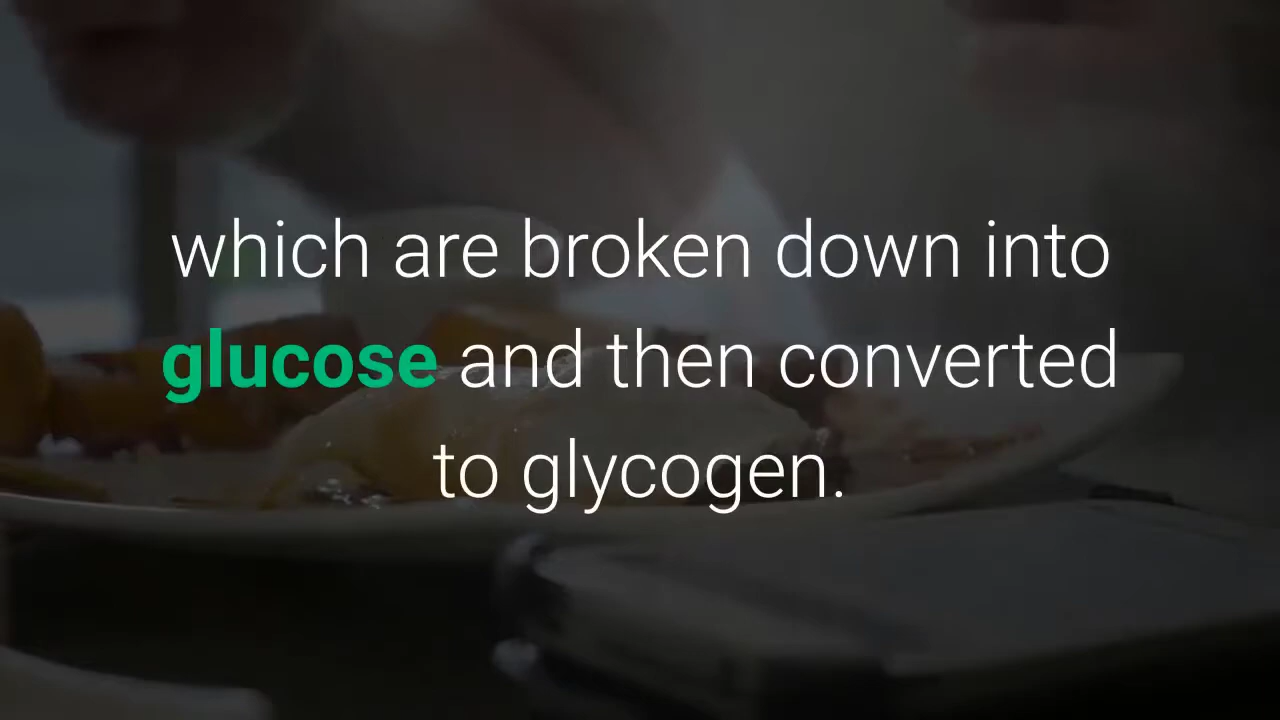 which are broken down into
glucose and then converted
to glycogen.